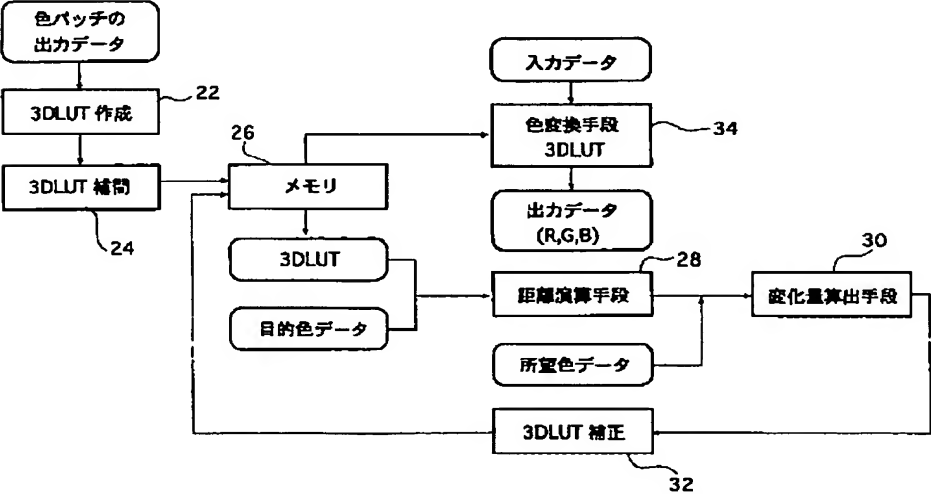 色パッチの
出力データ
22
3DLUT 作成
3DLUT 補間
24
26
メモリ
入力データ
色変換手段
3DLUT
34
出力データ
(R,G,B)
3DLUT
目的色データ
28
距離演算手段
30
変化量算出手段
所望色データ
3DLUT 補正
32